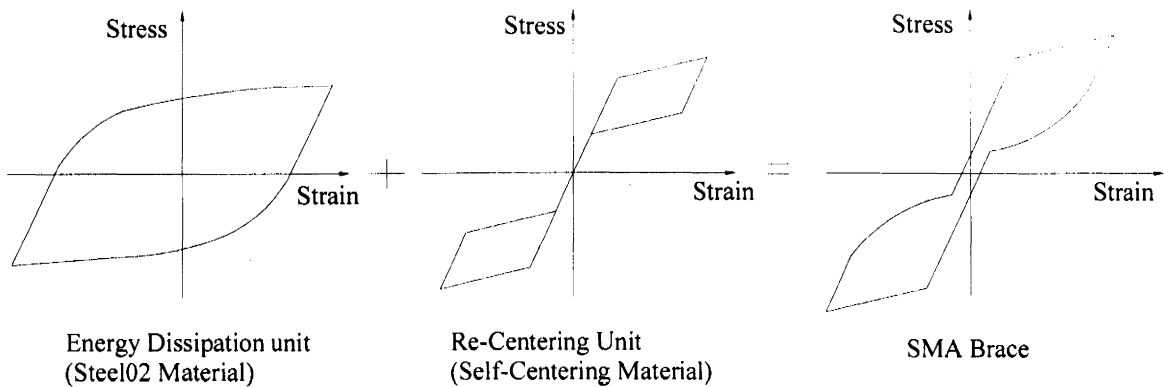 Stress
Stress
Stress
Strain
+
Strain
=
Strain
Energy Dissipation unit
(Steel02 Material)
Re-Centering Unit
(Self-Centering Material)
SMA Brace